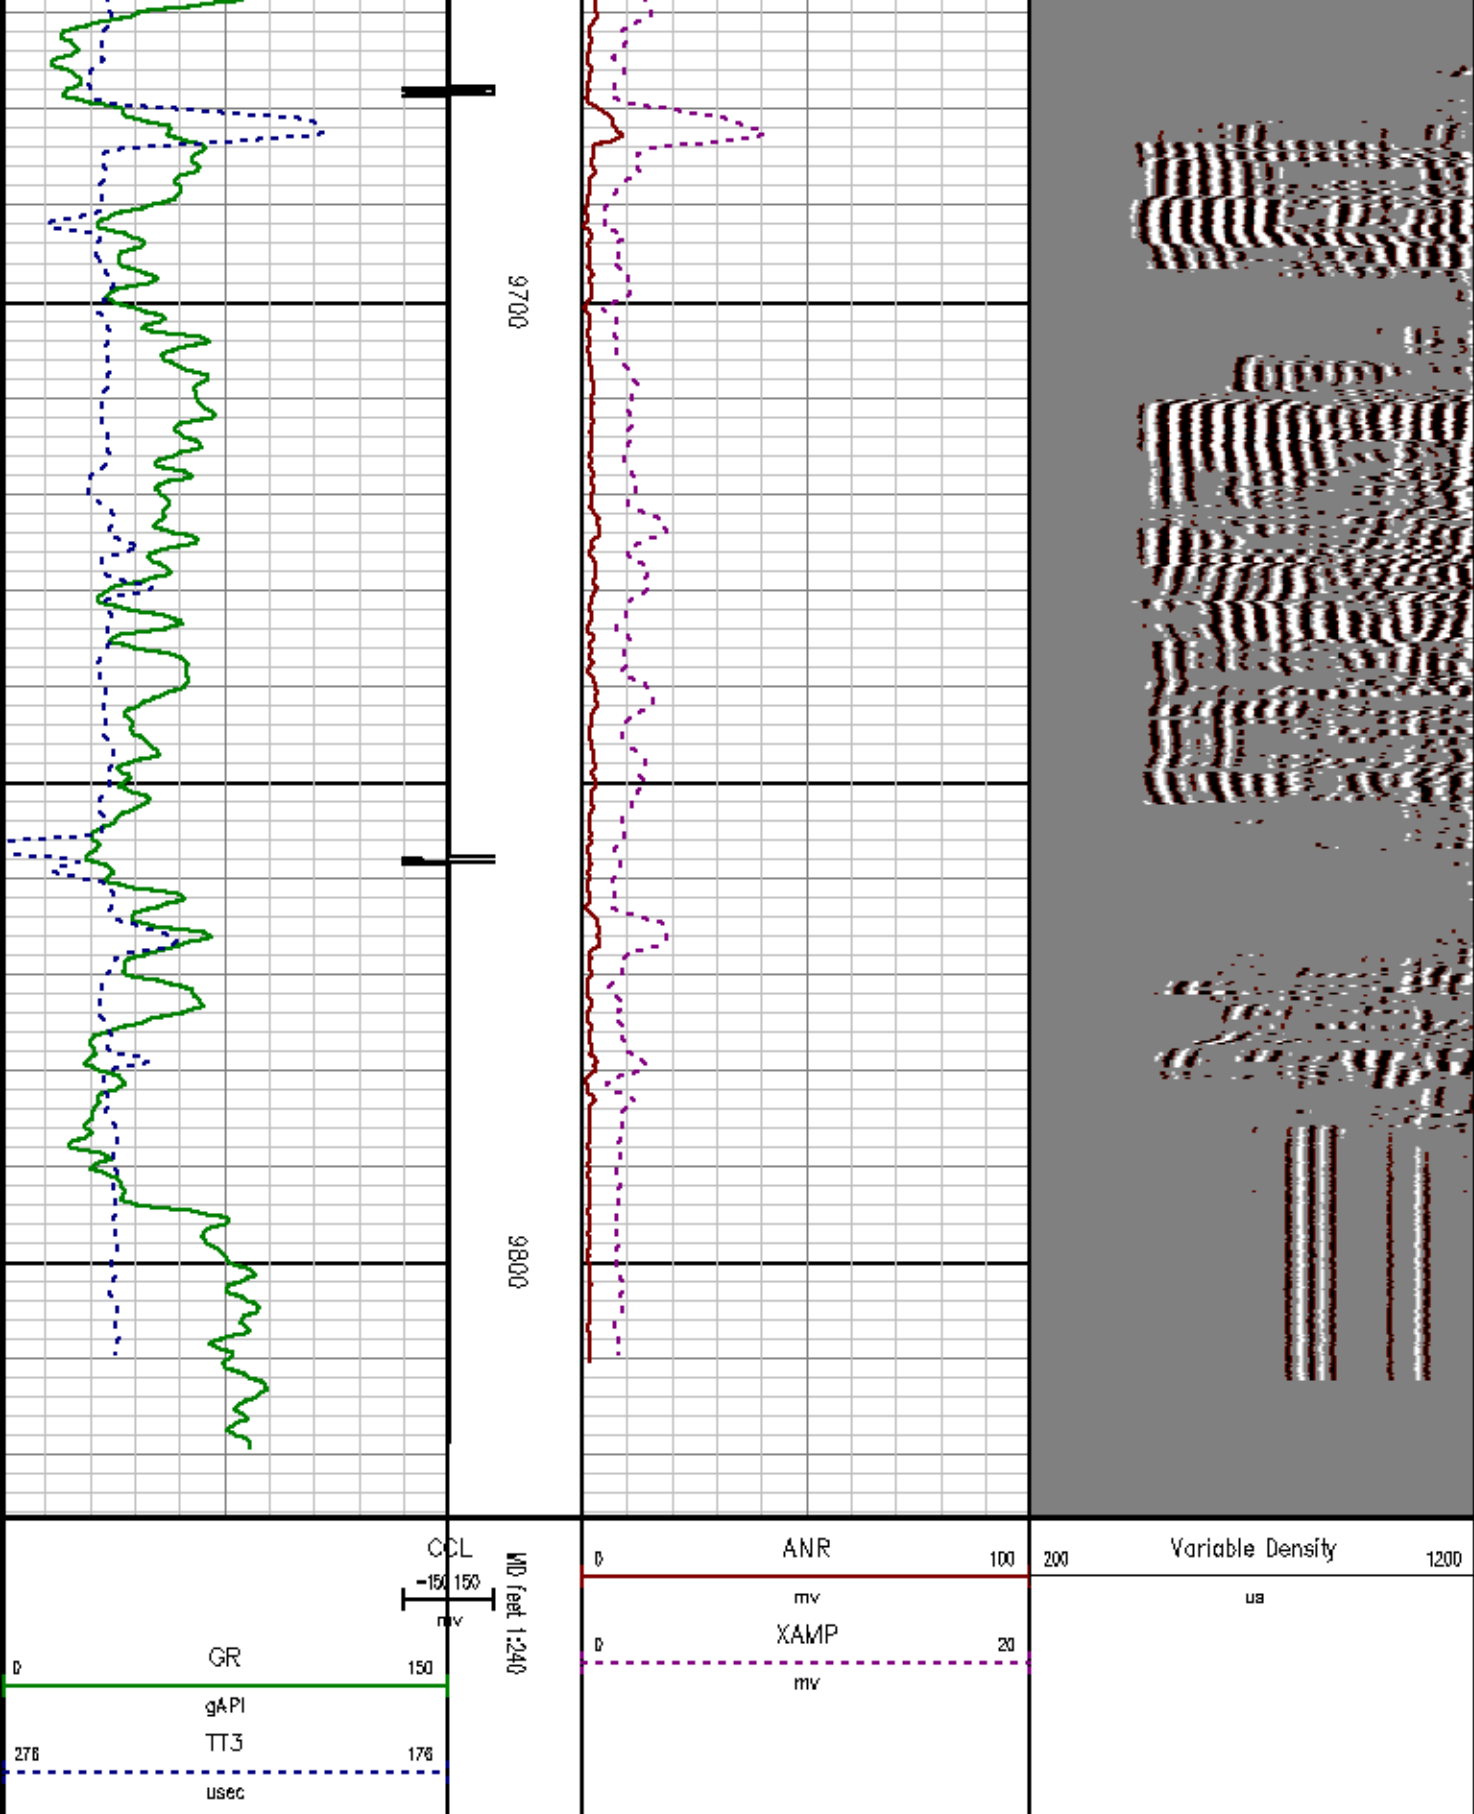 9700
9800
CCL
-150 150
mv
MD feet 1:240
GR
0 150
gAPI
TT3
276 176
usec
0 ANR 100
mv
XAMP
0 20
mv
200 Variable Density 1200
us